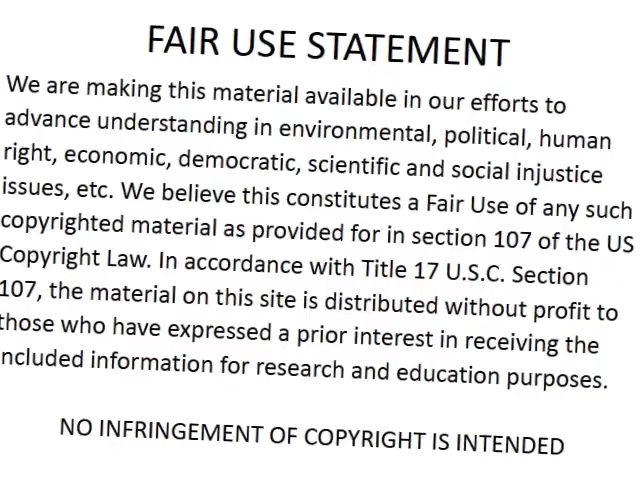 FAIR USE STATEMENT
We are making this material available in our efforts to
advance understanding in environmental, political, human
right, economic, democratic, scientific and social injustice
issues, etc. We believe this constitutes a Fair Use of any such
copyrighted material as provided for in section 107 of the US
Copyright Law. In accordance with Title 17 U.S.C. Section
107, the material on this site is distributed without profit to
those who have expressed a prior interest in receiving the
included information for research and education purposes.
NO INFRINGEMENT OF COPYRIGHT IS INTENDED